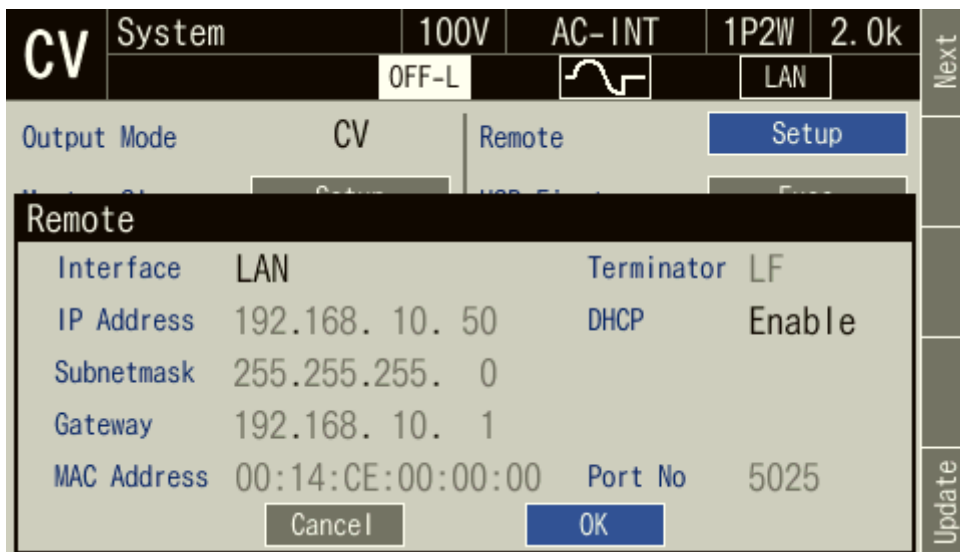 CV System 100V AC-INT 1P2W 2.0k Next
OFF-L LAN
Output Mode CV Remote Setup
Remote
Interface LAN Terminator LF
IP Address 192.168. 10. 50 DHCP Enable
Subnetmask 255.255.255. 0
Gateway 192.168. 10. 1
MAC Address 00:14:CE:00:00:00 Port No 5025
Cancel OK Update